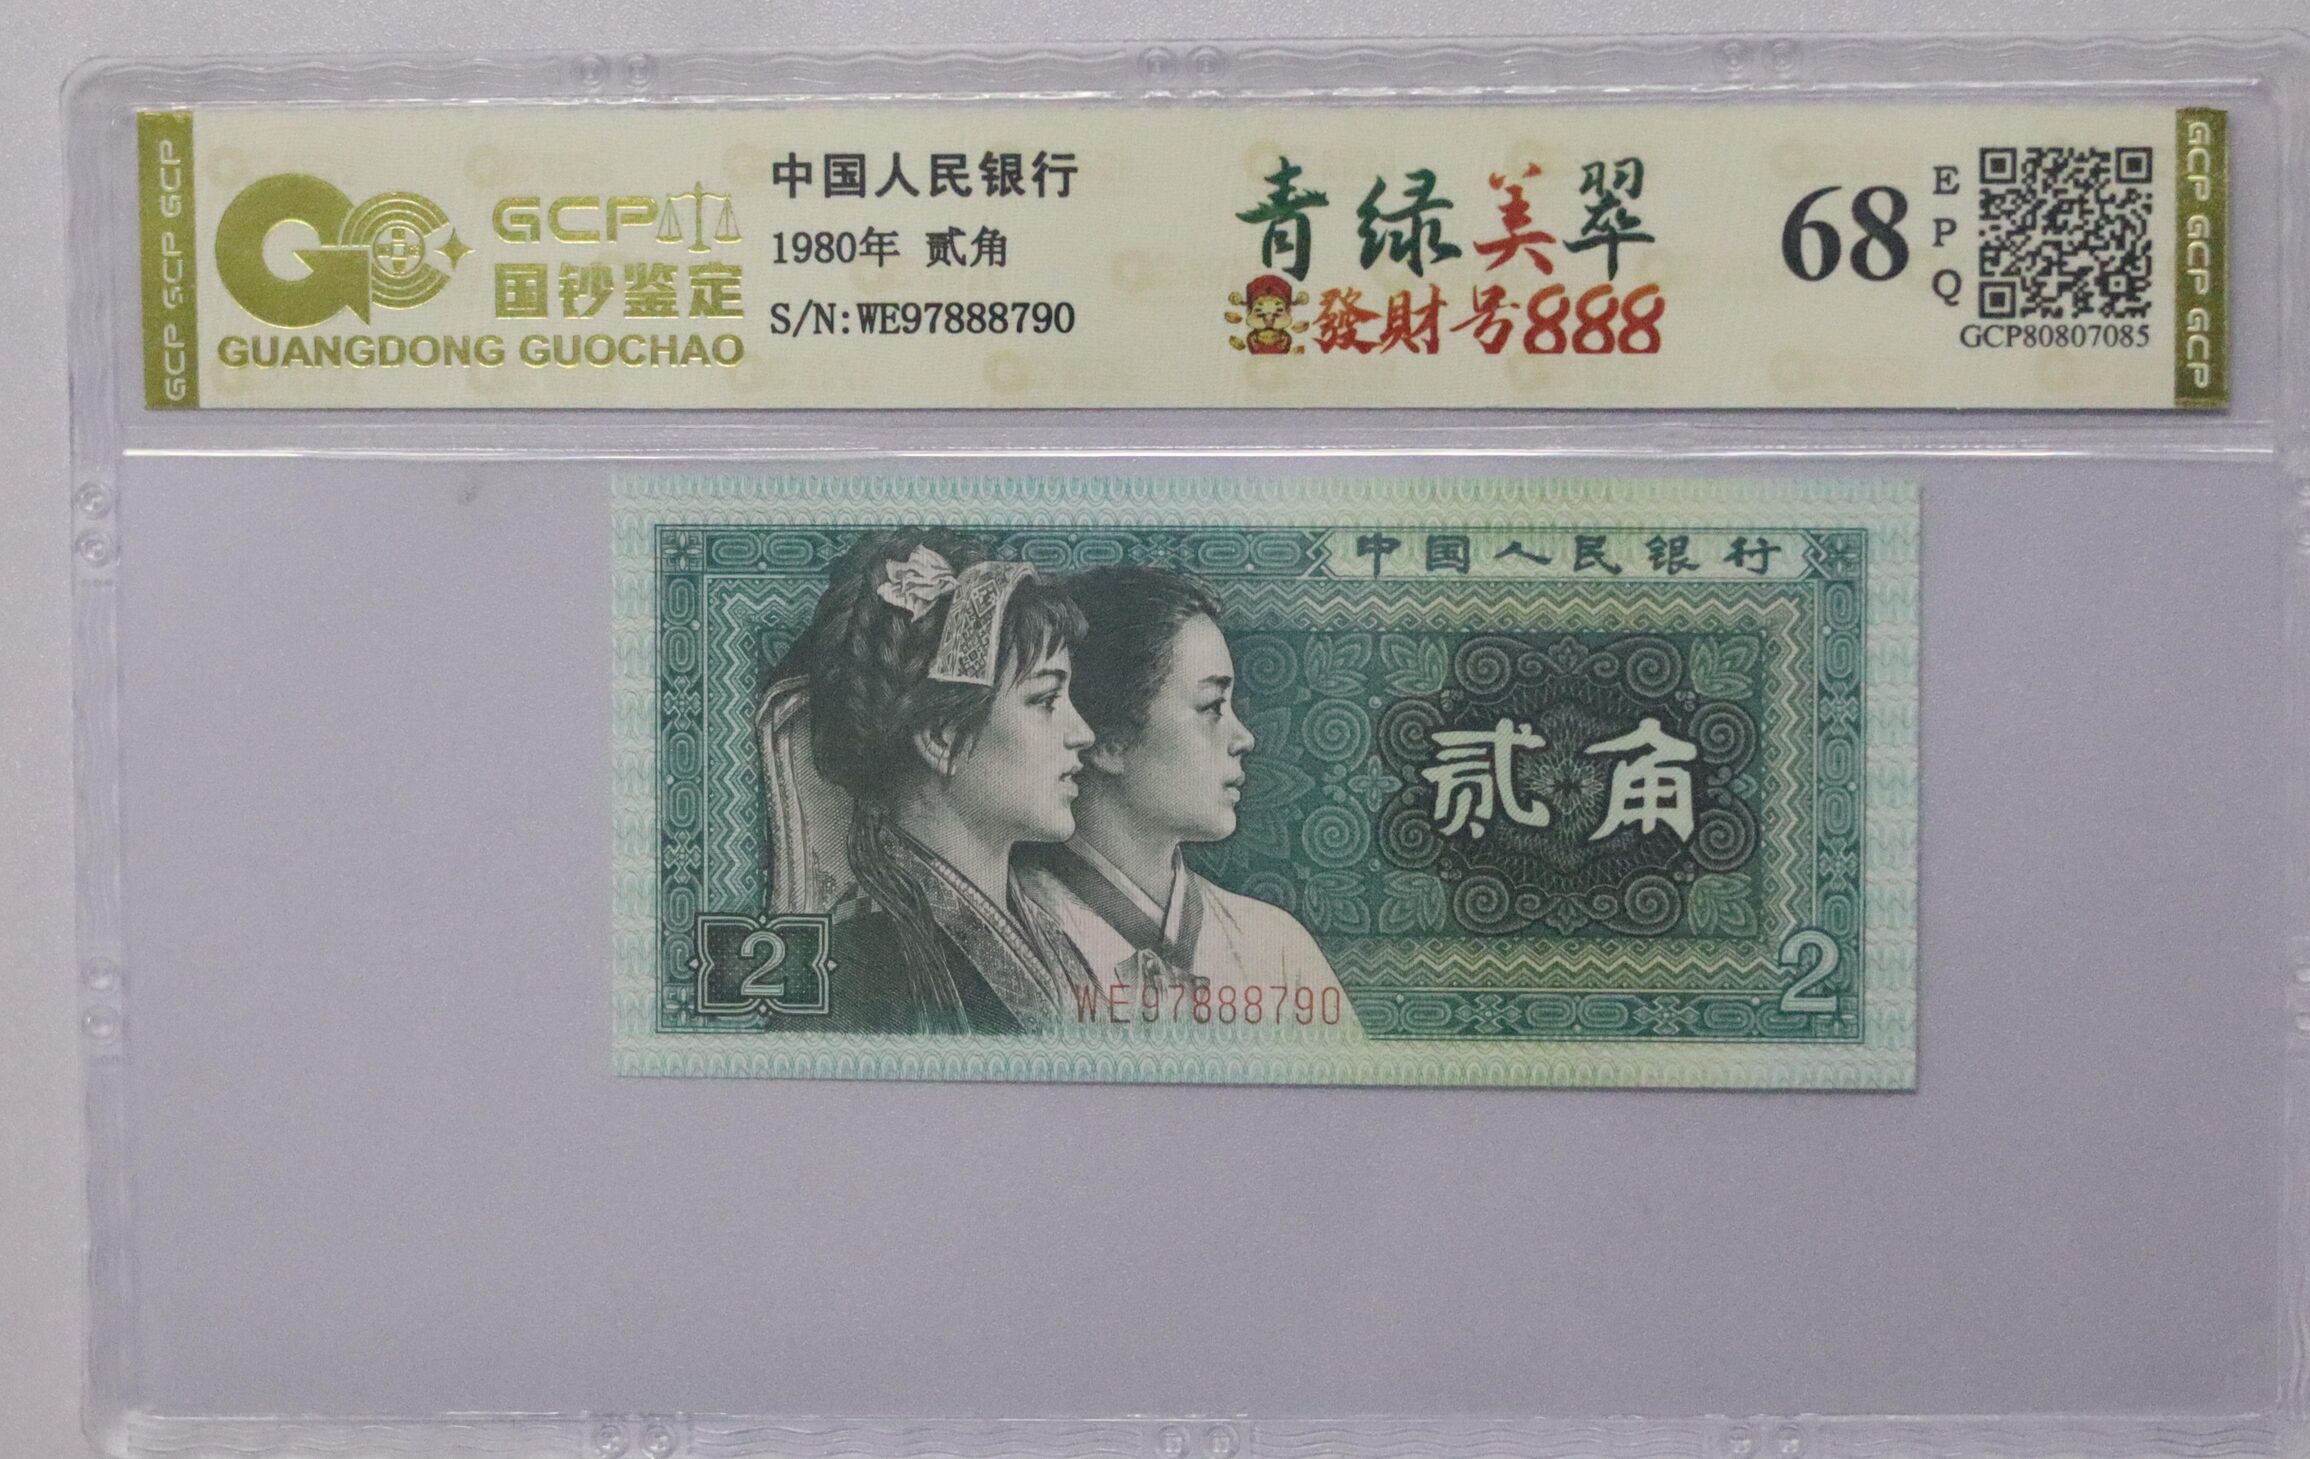 GCP GCP GCP
GCP
国钞鉴定
GUANGDONG GUOCHAO
中国人民银行
1980年 贰角
S/N:WE97888790
青绿美翠
發財号888
68
EPQ
GCP80807085
GCP GCP GCP
中国人民银行
贰角
2
2
WE97888790